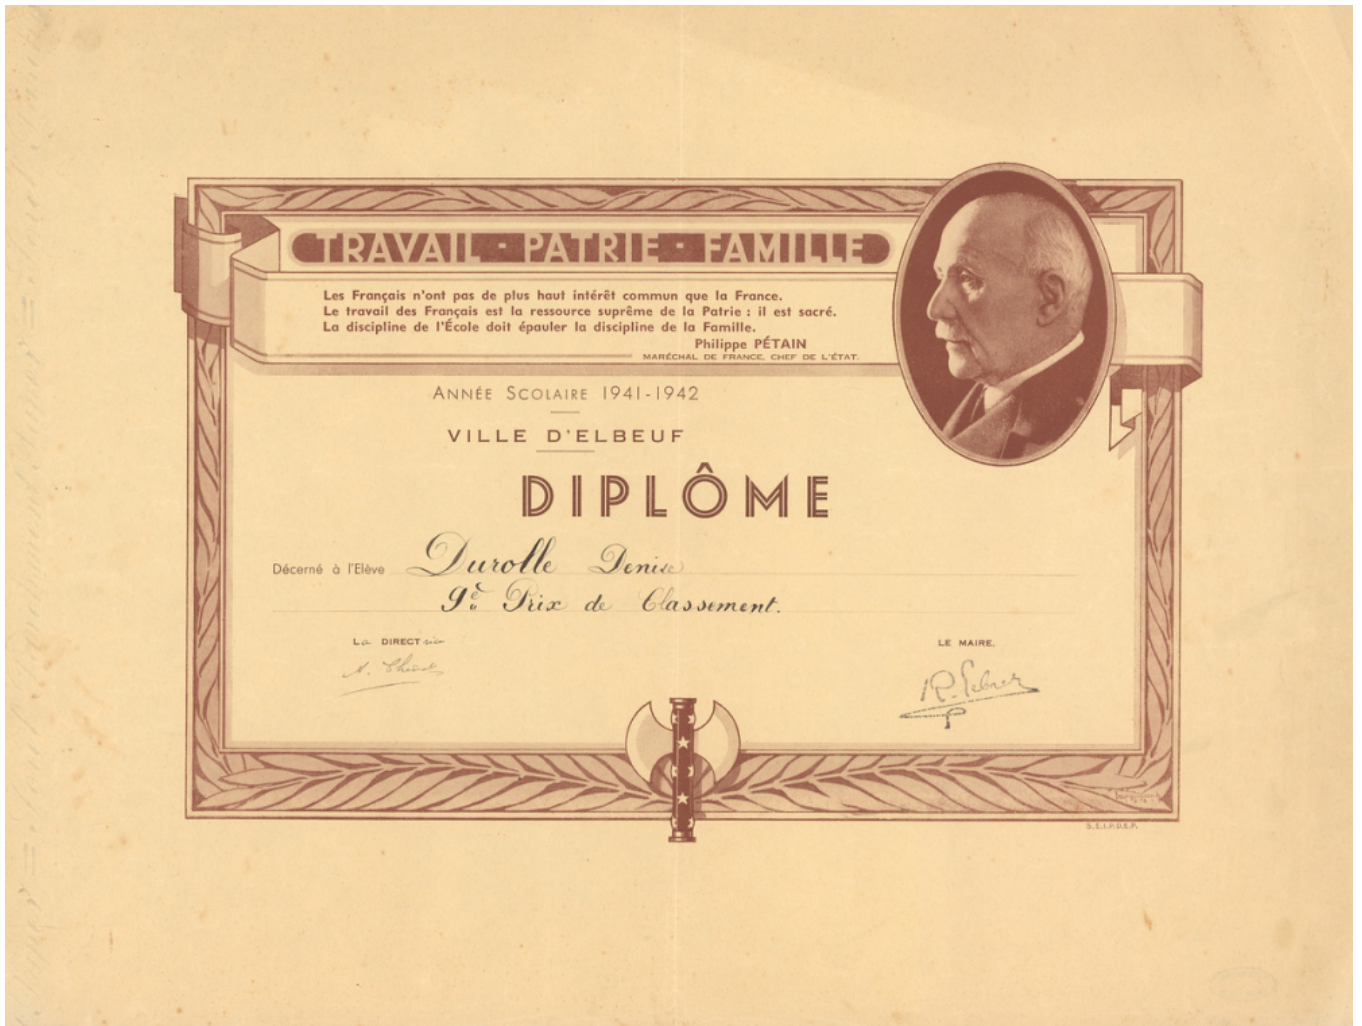 TRAVAIL - PATRIE - FAMILLE
Les Français n'ont pas de plus haut intérêt commun que la France.
Le travail des Français est la ressource suprême de la Patrie : il est sacré.
La discipline de l'École doit épauler la discipline de la Famille.
Philippe PÉTAIN
MARÉCHAL DE FRANCE, CHEF DE L'ÉTAT.
ANNÉE SCOLAIRE 1941-1942
VILLE D'ELBEUF
DIPLÔME
Décerné à l'Elève Durolle Denise
9e Prix de Classement.
La DIRECTrice
LE MAIRE,
S.E.I.P.D.E.P.